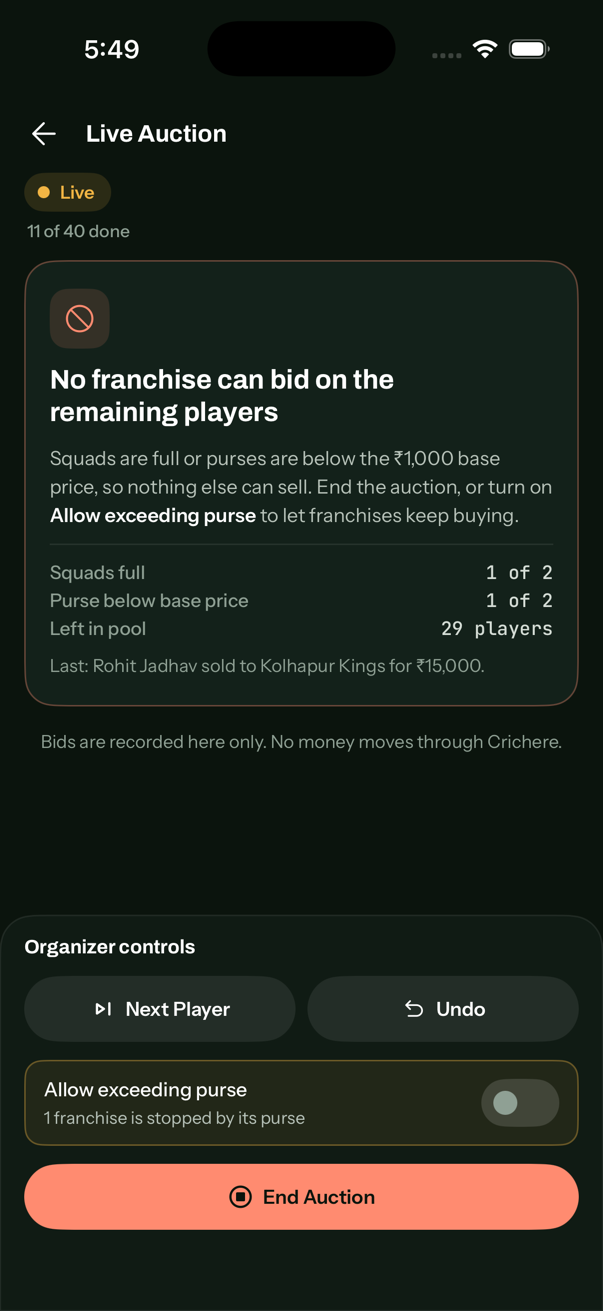 5:49
Live Auction
Live
11 of 40 done
No franchise can bid on the
remaining players
Squads are full or purses are below the ₹1,000 base
price, so nothing else can sell. End the auction, or turn on
Allow exceeding purse to let franchises keep buying.
Squads full 1 of 2
Purse below base price 1 of 2
Left in pool 29 players
Last: Rohit Jadhav sold to Kolhapur Kings for ₹15,000.
Bids are recorded here only. No money moves through Crichere.
Organizer controls
Next Player Undo
Allow exceeding purse
1 franchise is stopped by its purse
End Auction